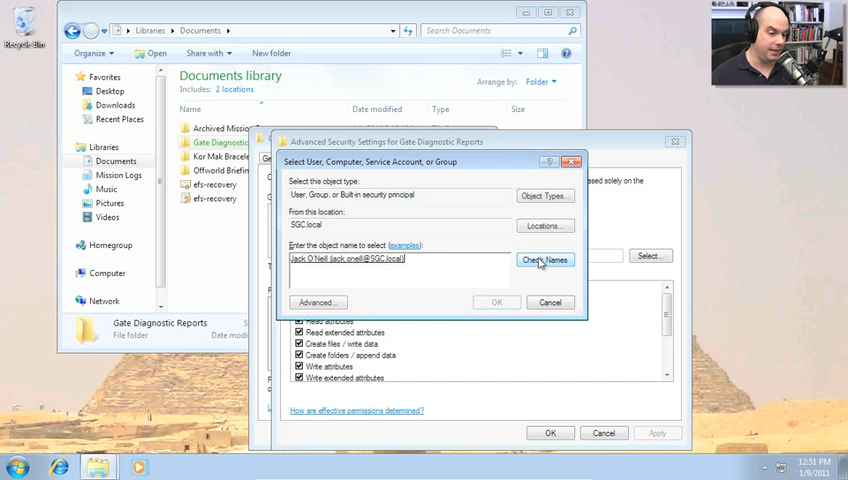 Recycle Bin
Libraries
Documents
Search Documents
Organize
Open
Share with
New folder
Favorites
Desktop
Downloads
Recent Places
Libraries
Documents
Mission Logs
Music
Pictures
Videos
Homegroup
Computer
Network
Documents library
Includes: 2 locations
Arrange by: Folder
Name
Date modified
Type
Size
Archived Missio
Gate Diagnostic
Kor Mak Bracele
Offworld Briefin
efs-recovery
efs-recovery
Gate Diagnostic Reports
Date modi
File folder
Advanced Security Settings for Gate Diagnostic Reports
ased solely on the
Select...
Select User, Computer, Service Account, or Group
Select this object type:
User, Group, or Built-in security principal
Object Types...
From this location:
SGC.local
Locations...
Enter the object name to select (examples):
Jack O'Neill (jack.oneill@SGC.local)
Check Names
Advanced...
OK
Cancel
Read attributes
Read extended attributes
Create files / write data
Create folders / append data
Write attributes
Write extended attributes
How are effective permissions determined?
OK
Cancel
Apply
12:51 PM
1/9/2011